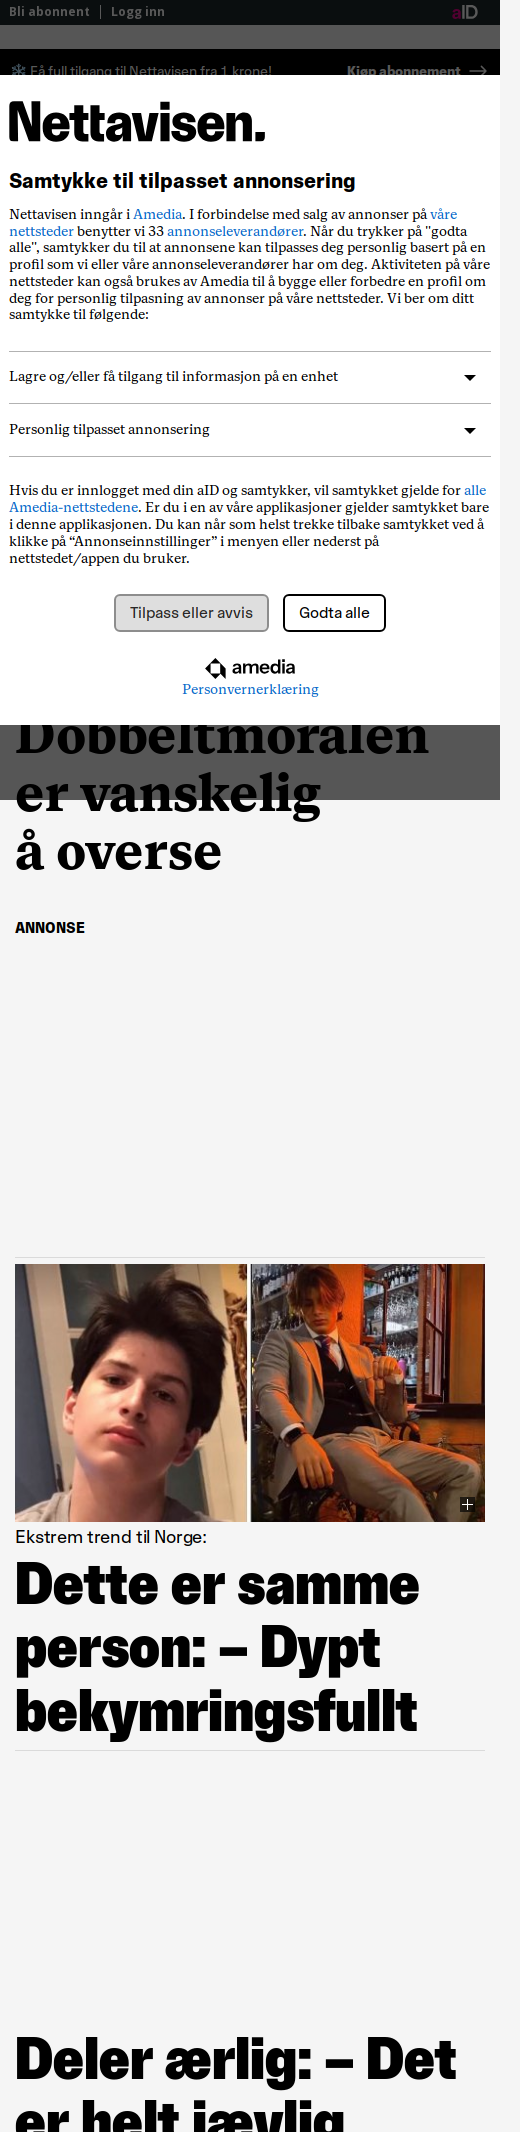 Bli abonnent
Logg inn
aID
Få full tilgang til Nettavisen fra 1 krone!
Kjøp abonnement
Nettavisen.
Samtykke til tilpasset annonsering
Nettavisen inngår i Amedia. I forbindelse med salg av annonser på våre
nettsteder benytter vi 33 annonseleverandører. Når du trykker på "godta
alle", samtykker du til at annonsene kan tilpasses deg personlig basert på en
profil som vi eller våre annonseleverandører har om deg. Aktiviteten på våre
nettsteder kan også brukes av Amedia til å bygge eller forbedre en profil om
deg for personlig tilpasning av annonser på våre nettsteder. Vi ber om ditt
samtykke til følgende:
Lagre og/eller få tilgang til informasjon på en enhet
Personlig tilpasset annonsering
Hvis du er innlogget med din aID og samtykker, vil samtykket gjelde for alle
Amedia-nettstedene. Er du i en av våre applikasjoner gjelder samtykket bare
i denne applikasjonen. Du kan når som helst trekke tilbake samtykket ved å
klikke på “Annonseinnstillinger” i menyen eller nederst på
nettstedet/appen du bruker.
Tilpass eller avvis
Godta alle
amedia
Personvernerklæring
Dobbeltmoralen
er vanskelig
å overse
ANNONSE
Ekstrem trend til Norge:
Dette er samme
person: – Dypt
bekymringsfullt
Deler ærlig: – Det
er helt jævlig